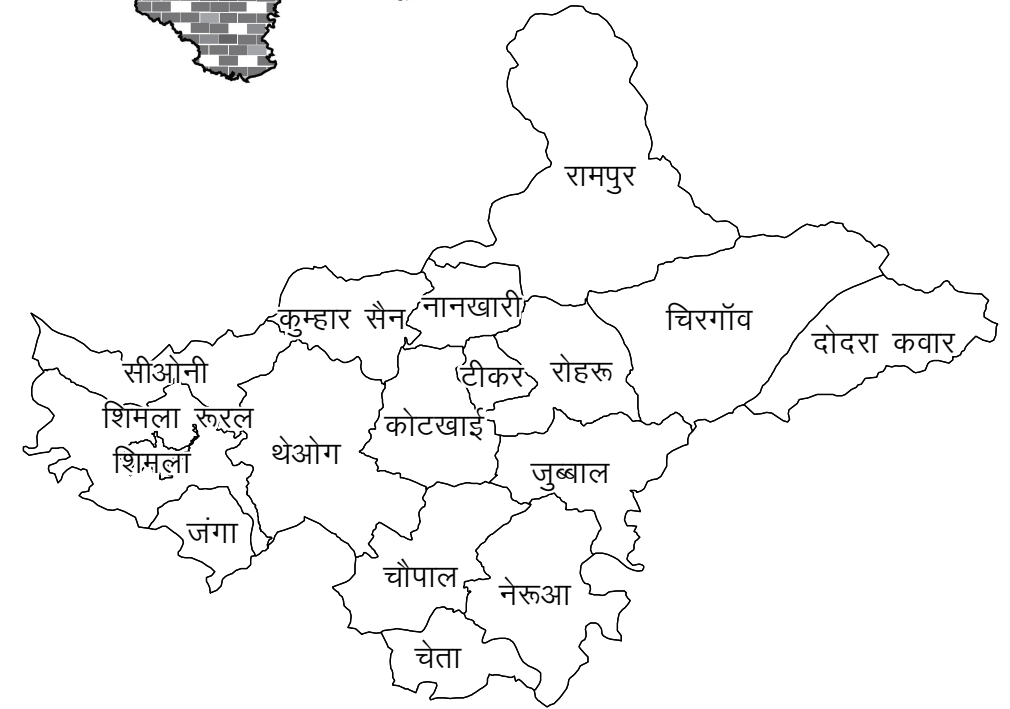 रामपुर
नानखारी
कुम्हार सैन
चिरगॉव
दोदरा कवार
सीओनी
टीकर
रोहरू
शिमला रूरल
कोटखाई
थेओग
शिमला
जुब्बाल
जंगा
चौपाल
नेरूआ
चेता